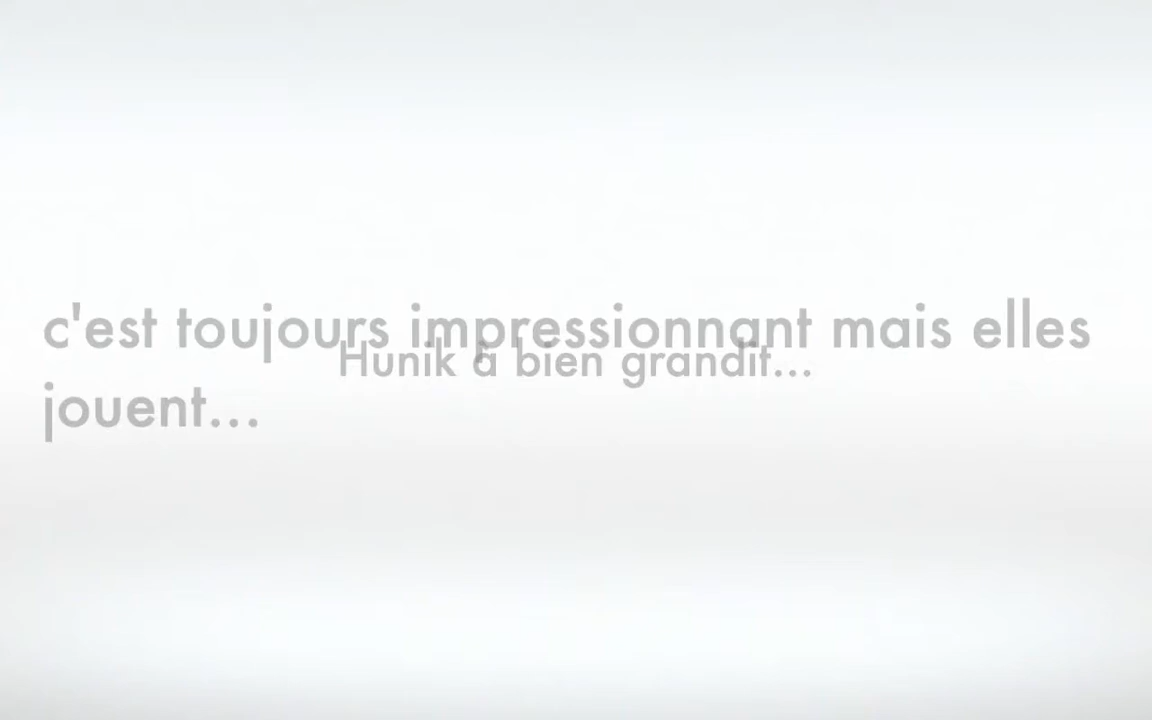 c'est toujours impressionnant mais elles
Hunik à bien grandit...
jouent...